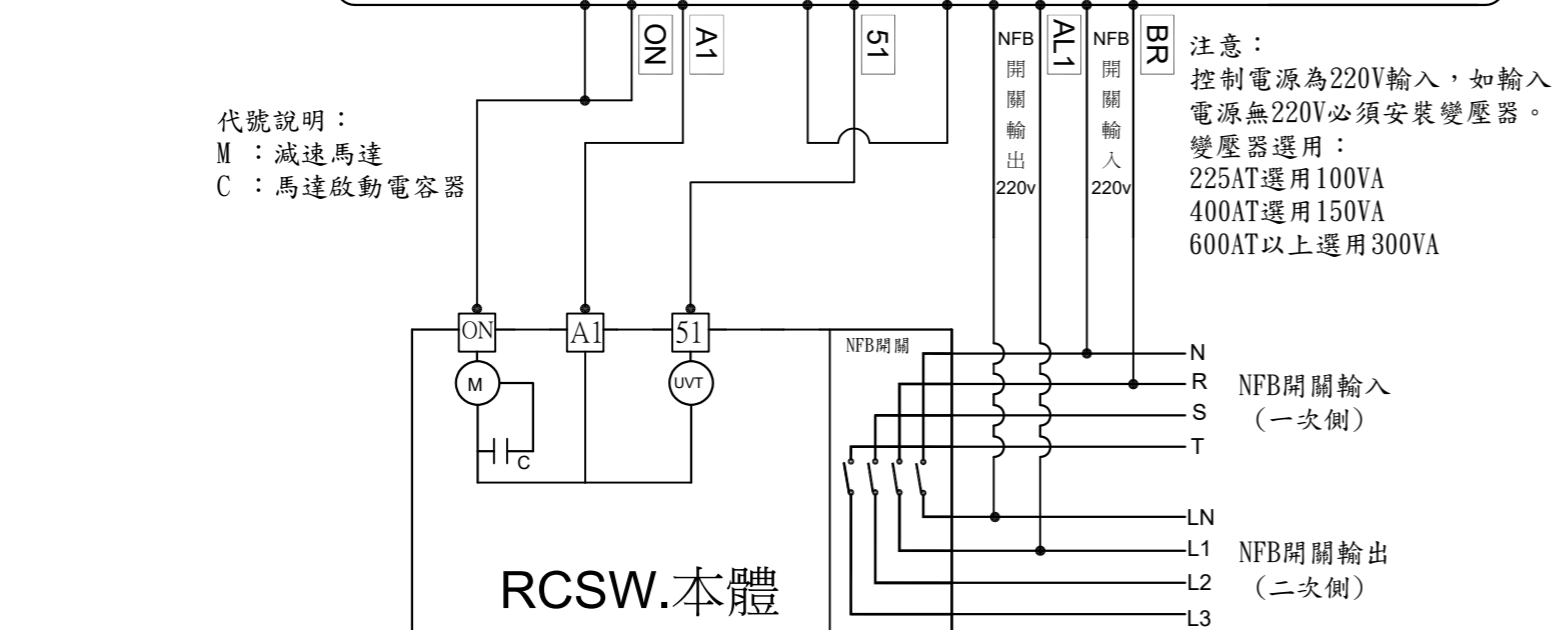 ON
A1
51
NFB
開
關
輸
出
220v
AL1
NFB
開
關
輸
入
220v
BR
注意：
控制電源為220V輸入，如輸入
電源無220V必須安裝變壓器。
變壓器選用：
225AT選用100VA
400AT選用150VA
600AT以上選用300VA
代號說明：
M ：減速馬達
C ：馬達啟動電容器
ON
A1
51
M
C
UVT
NFB開關
N
R
S
T
NFB開關輸入
(一次側)
LN
L1
L2
L3
NFB開關輸出
(二次側)
RCSW.本體